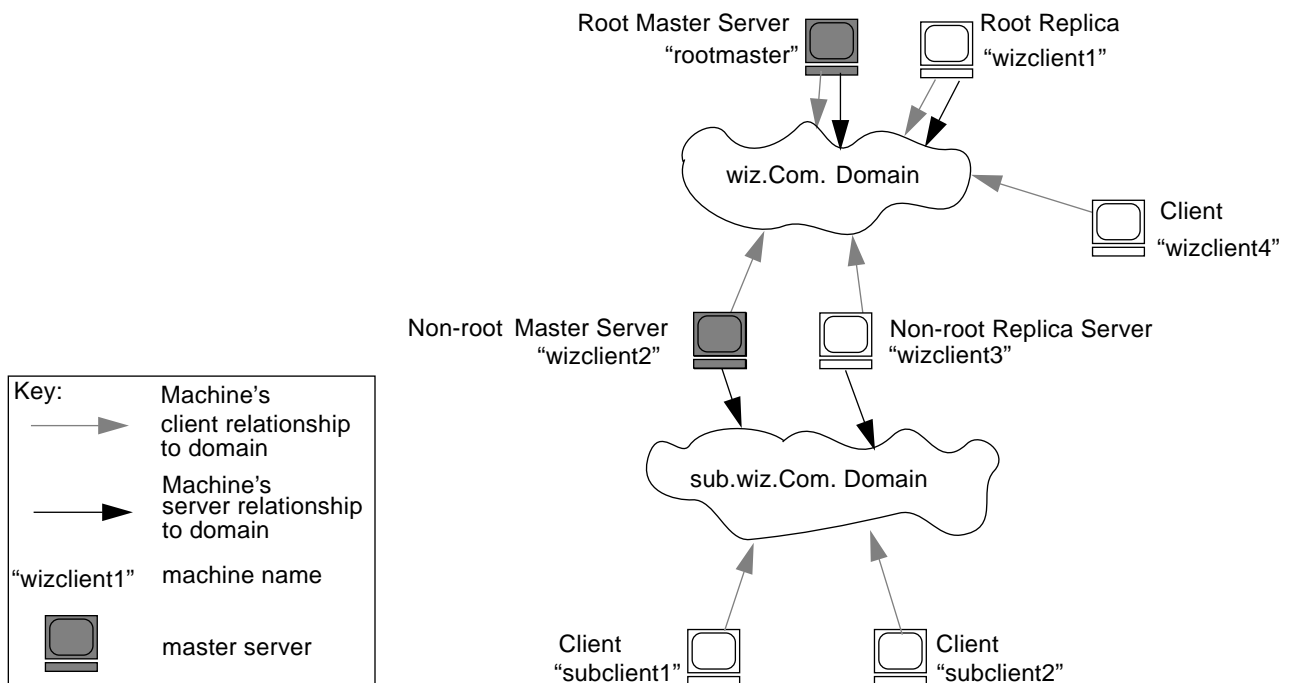 Root Master Server
“rootmaster”
Root Replica
“wizclient1”
wiz.Com. Domain
Client
“wizclient4”
Non-root Master Server
“wizclient2”
Non-root Replica Server
“wizclient3”
sub.wiz.Com. Domain
Client
“subclient1”
Client
“subclient2”
Key:
Machine’s
client relationship
to domain
Machine’s
server relationship
to domain
“wizclient1”
machine name
master server